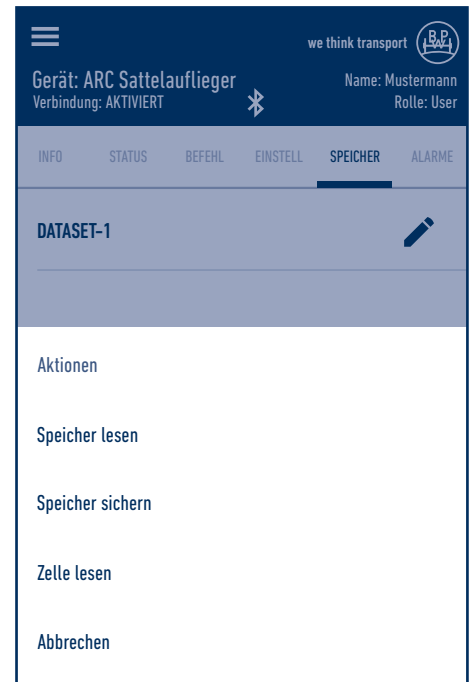 we think transport BPW
Gerät: ARC Sattelauflieger
Name: Mustermann
Verbindung: AKTIVIERT
Rolle: User
INFO STATUS BEFEHL EINSTELL SPEICHER ALARME
DATASET-1
Aktionen
Speicher lesen
Speicher sichern
Zelle lesen
Abbrechen